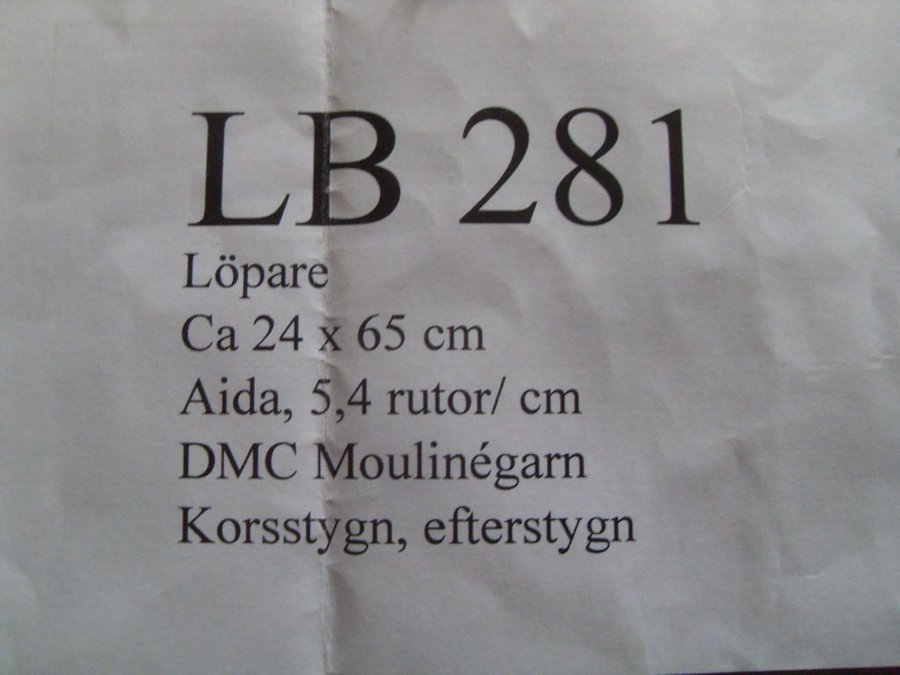 LB 281
Löpare
Ca 24 x 65 cm
Aida, 5,4 rutor/ cm
DMC Moulinégarn
Korsstygn, efterstygn